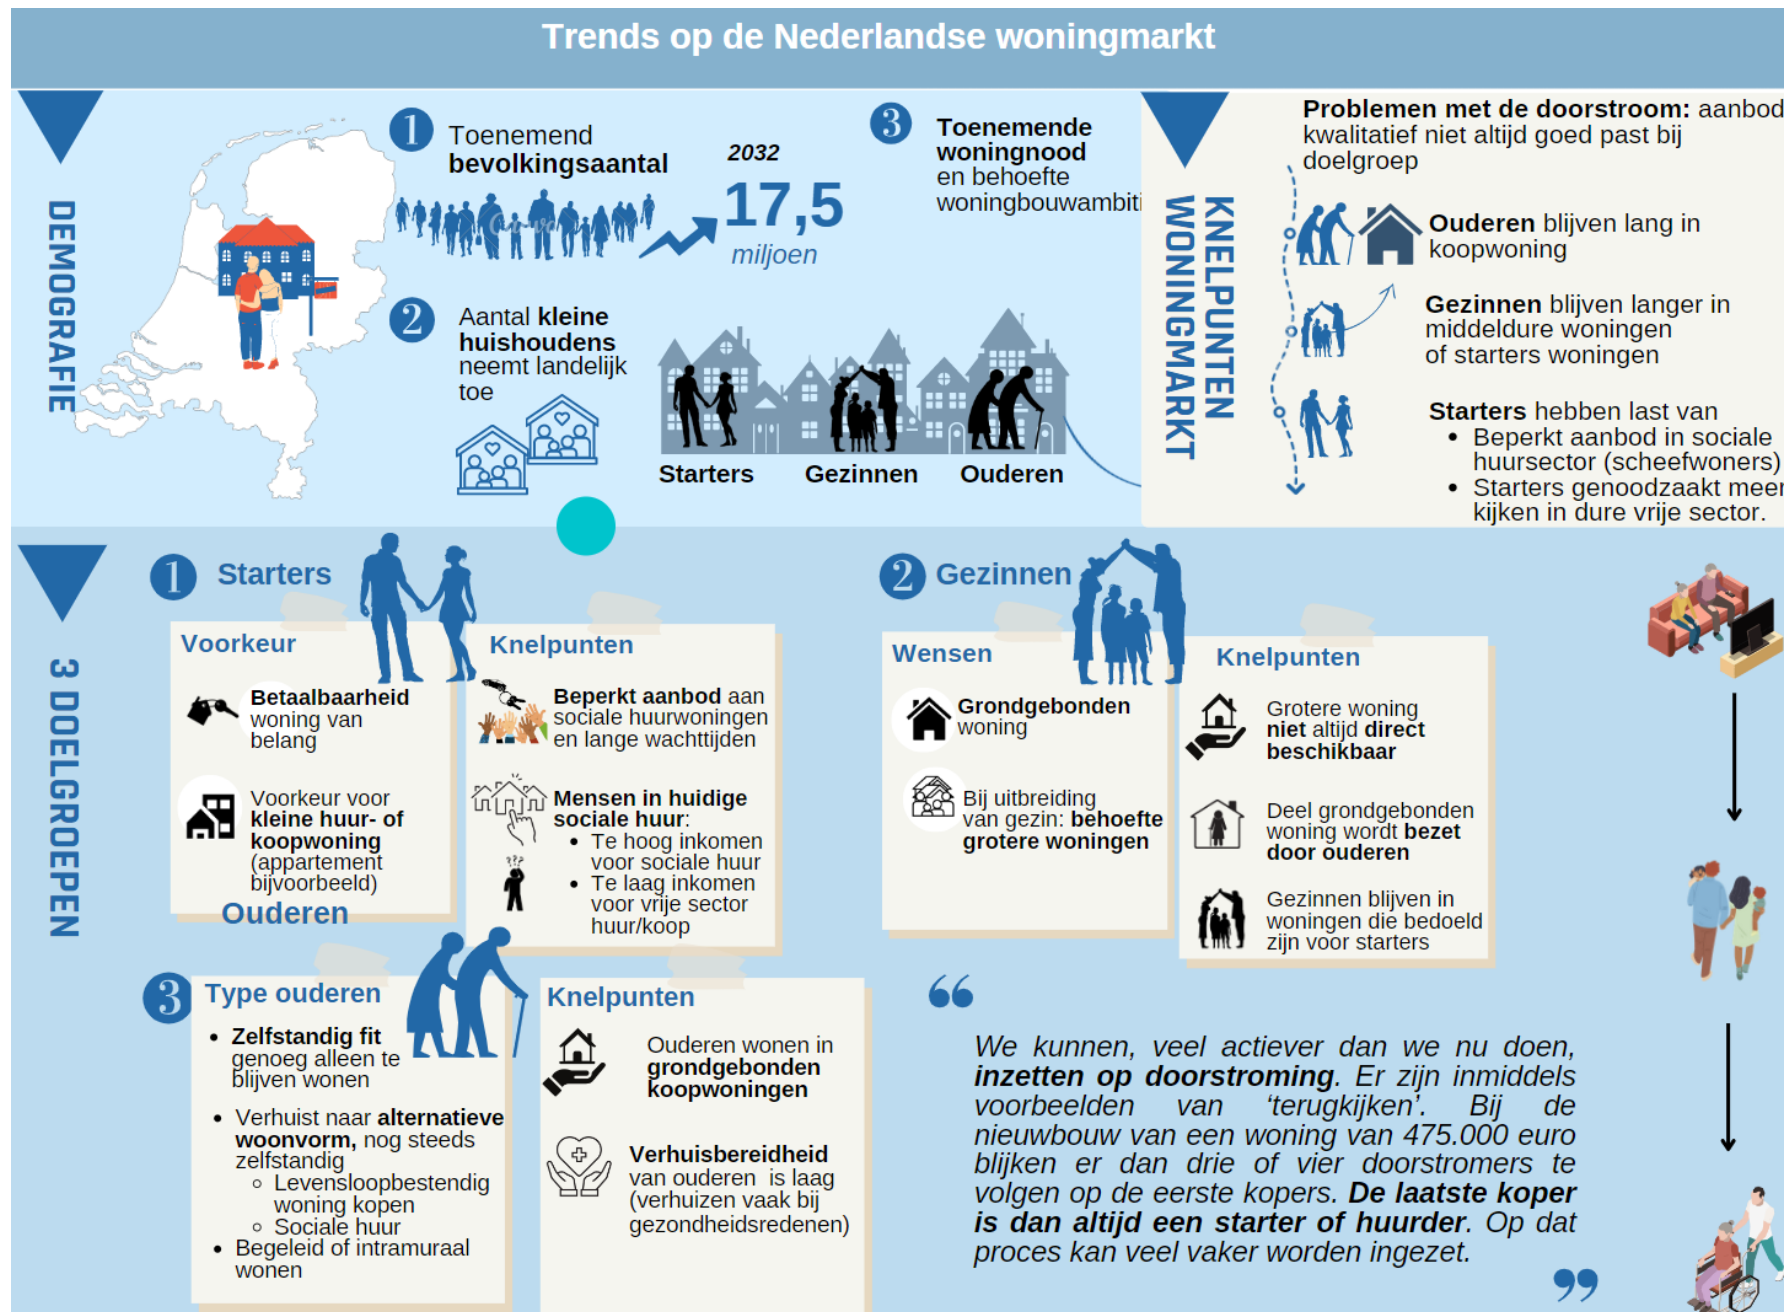 Trends op de Nederlandse woningmarkt
DEMOGRAFIE
1
Toenemend
bevolkingsaantal
2032
17,5
miljoen
2
Aantal kleine
huishoudens
neemt landelijk
toe
3
Toenemende
woningnood
en behoefte
woningbouwambiti
Starters
Gezinnen
Ouderen
KNELPUNTEN
WONINGMARKT
Problemen met de doorstroom: aanbod
kwalitatief niet altijd goed past bij
doelgroep
Ouderen blijven lang in
koopwoning
Gezinnen blijven langer in
middeldure woningen
of starters woningen
Starters hebben last van
• Beperkt aanbod in sociale
huursector (scheefwoners)
• Starters genoodzaakt meer
kijken in dure vrije sector.
3 DOELGROEPEN
1 Starters
Voorkeur
Betaalbaarheid
woning van
belang
Voorkeur voor
kleine huur- of
koopwoning
(appartement
bijvoorbeeld)
Knelpunten
Beperkt aanbod aan
sociale huurwoningen
en lange wachttijden
Mensen in huidige
sociale huur:
• Te hoog inkomen
voor sociale huur
• Te laag inkomen
voor vrije sector
huur/koop
2 Gezinnen
Wensen
Grondgebonden
woning
Bij uitbreiding
van gezin: behoefte
grotere woningen
Knelpunten
Grotere woning
niet altijd direct
beschikbaar
Deel grondgebonden
woning wordt bezet
door ouderen
Gezinnen blijven in
woningen die bedoeld
zijn voor starters
Ouderen
3
Type ouderen
• Zelfstandig fit
genoeg alleen te
blijven wonen
• Verhuist naar alternatieve
woonvorm, nog steeds
zelfstandig
◦ Levensloopbestendig
woning kopen
◦ Sociale huur
• Begeleid of intramuraal
wonen
Knelpunten
Ouderen wonen in
grondgebonden
koopwoningen
Verhuisbereidheid
van ouderen is laag
(verhuizen vaak bij
gezondheidsredenen)
“
We kunnen, veel actiever dan we nu doen,
inzetten op doorstroming. Er zijn inmiddels
voorbeelden van ‘terugkijken’. Bij de
nieuwbouw van een woning van 475.000 euro
blijken er dan drie of vier doorstromers te
volgen op de eerste kopers. De laatste koper
is dan altijd een starter of huurder. Op dat
proces kan veel vaker worden ingezet.
”